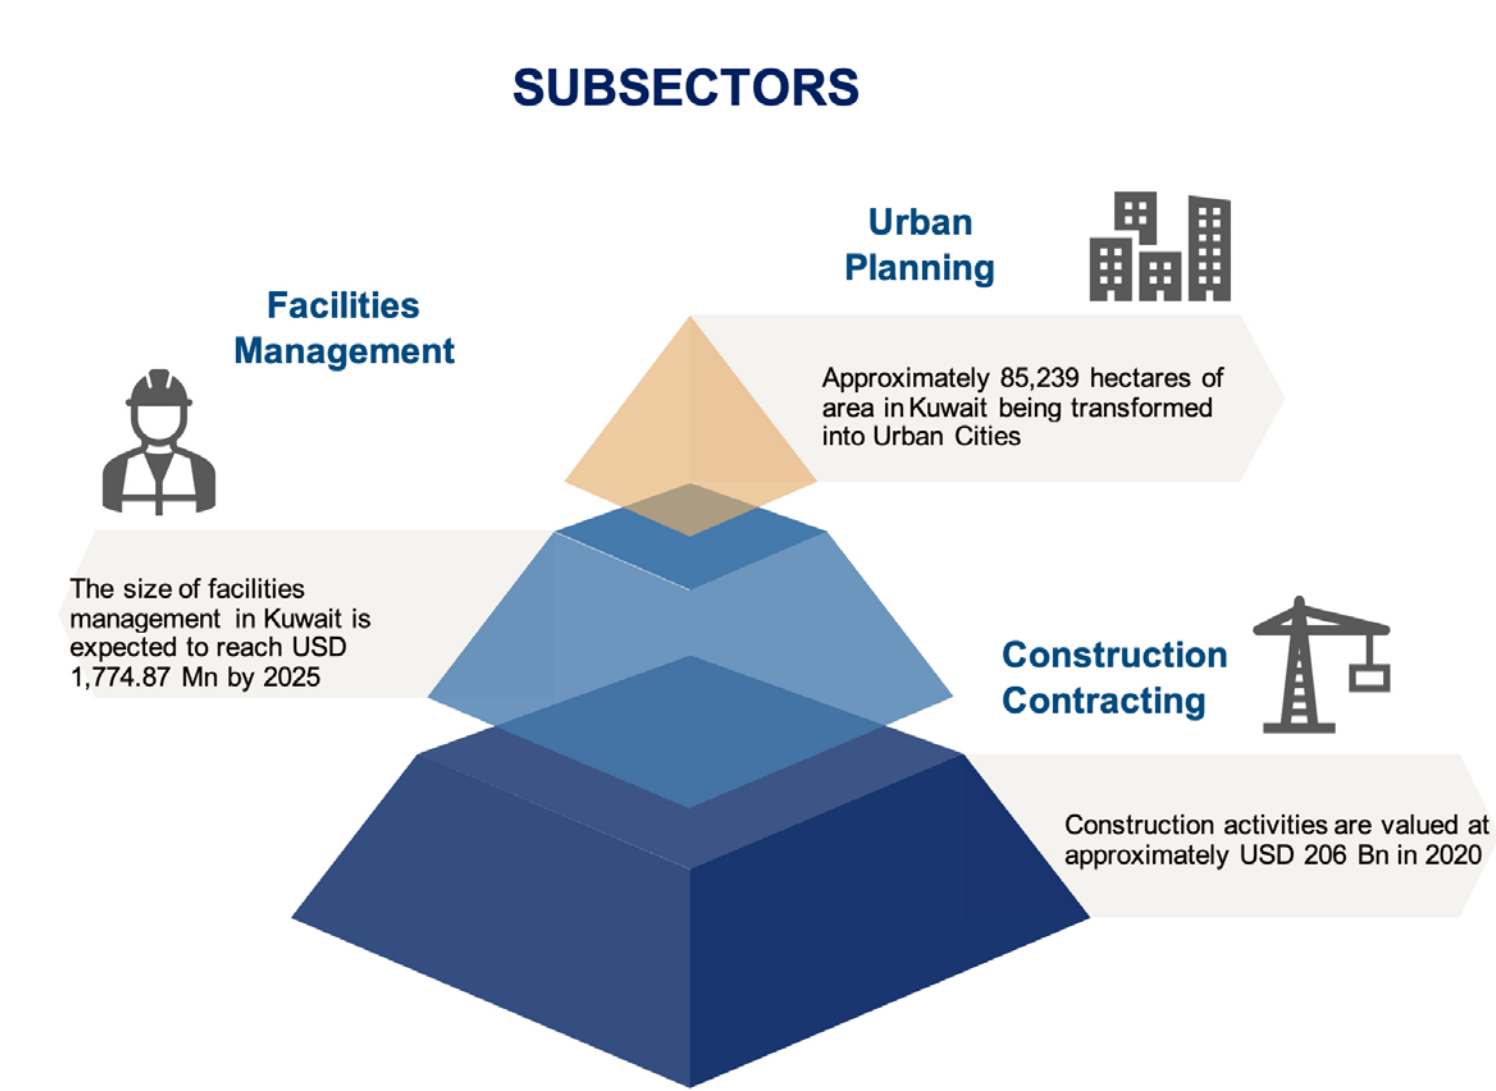 SUBSECTORS
Urban
Planning
Approximately 85,239 hectares of
area in Kuwait being transformed
into Urban Cities
Facilities
Management
The size of facilities
management in Kuwait is
expected to reach USD
1,774.87 Mn by 2025
Construction
Contracting
Construction activities are valued at
approximately USD 206 Bn in 2020